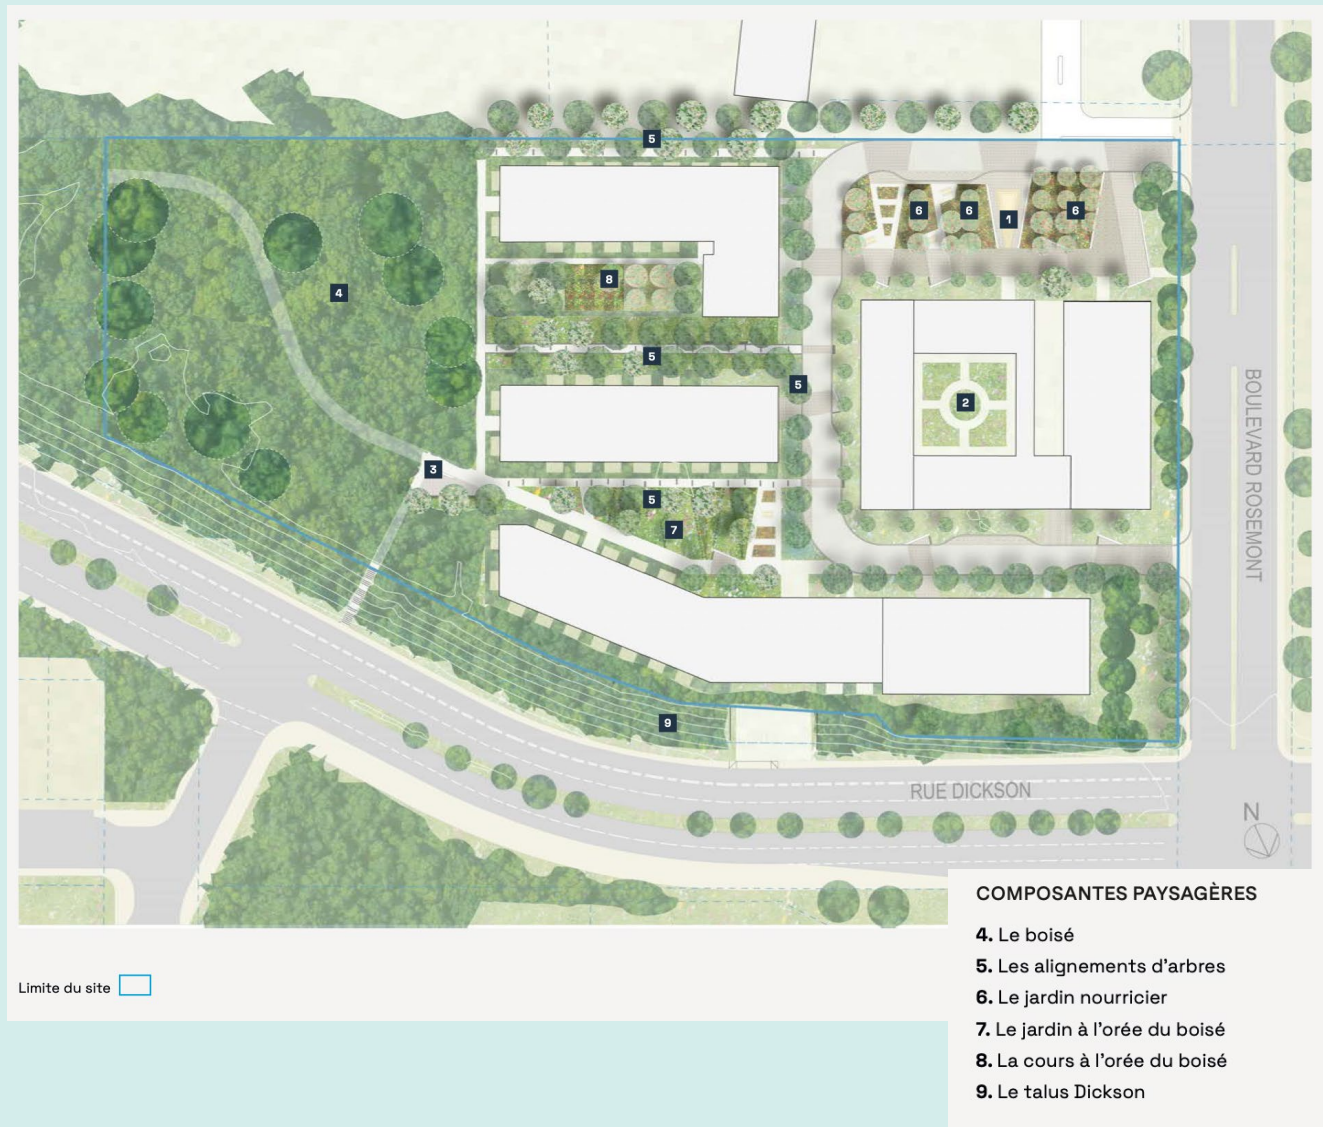 5
6
6
1
6
8
4
5
5
2
3
5
7
9
BOULEVARD ROSEMONT
RUE DICKSON
N
COMPOSANTES PAYSAGÈRES
4. Le boisé
5. Les alignements d'arbres
6. Le jardin nourricier
7. Le jardin à l'orée du boisé
8. La cours à l'orée du boisé
9. Le talus Dickson
Limite du site